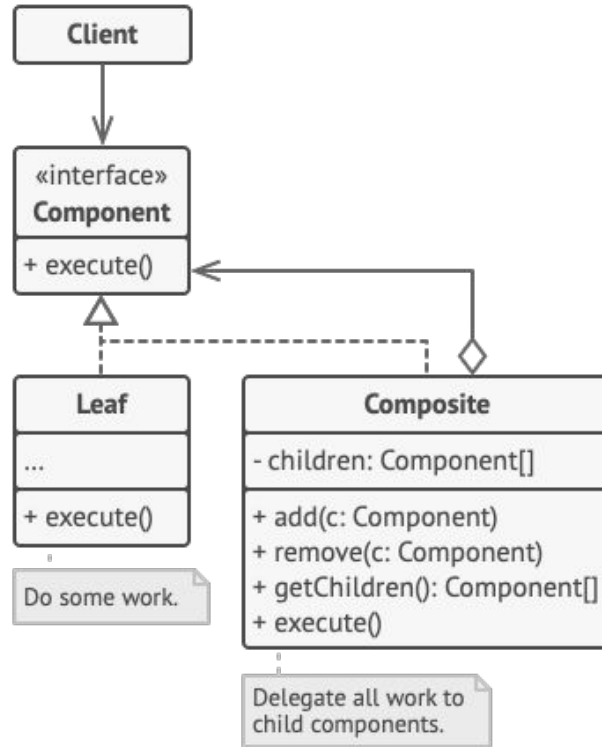 Client
«interface»
Component
+ execute()
Leaf
...
+ execute()
Do some work.
Composite
- children: Component[]
+ add(c: Component)
+ remove(c: Component)
+ getChildren(): Component[]
+ execute()
Delegate all work to
child components.